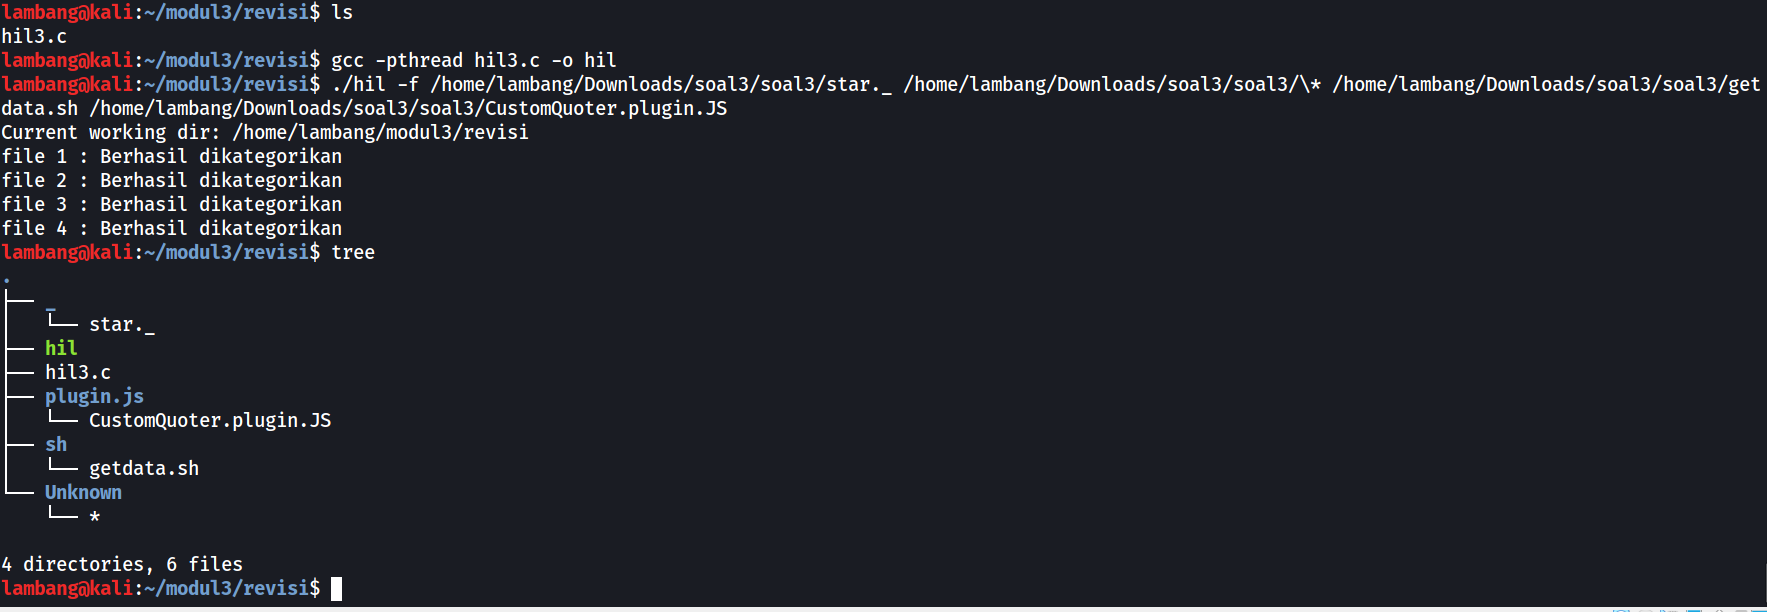 lambang@kali:~/modul3/revisi$ ls
hil3.c
lambang@kali:~/modul3/revisi$ gcc -pthread hil3.c -o hil
lambang@kali:~/modul3/revisi$ ./hil -f /home/lambang/Downloads/soal3/soal3/star._ /home/lambang/Downloads/soal3/soal3/\* /home/lambang/Downloads/soal3/soal3/get
data.sh /home/lambang/Downloads/soal3/soal3/CustomQuoter.plugin.JS
Current working dir: /home/lambang/modul3/revisi
file 1 : Berhasil dikategorikan
file 2 : Berhasil dikategorikan
file 3 : Berhasil dikategorikan
file 4 : Berhasil dikategorikan
lambang@kali:~/modul3/revisi$ tree
.
├── _
│   └── star._
├── hil
├── hil3.c
├── plugin.js
│   └── CustomQuoter.plugin.JS
├── sh
│   └── getdata.sh
└── Unknown
    └── *
4 directories, 6 files
lambang@kali:~/modul3/revisi$